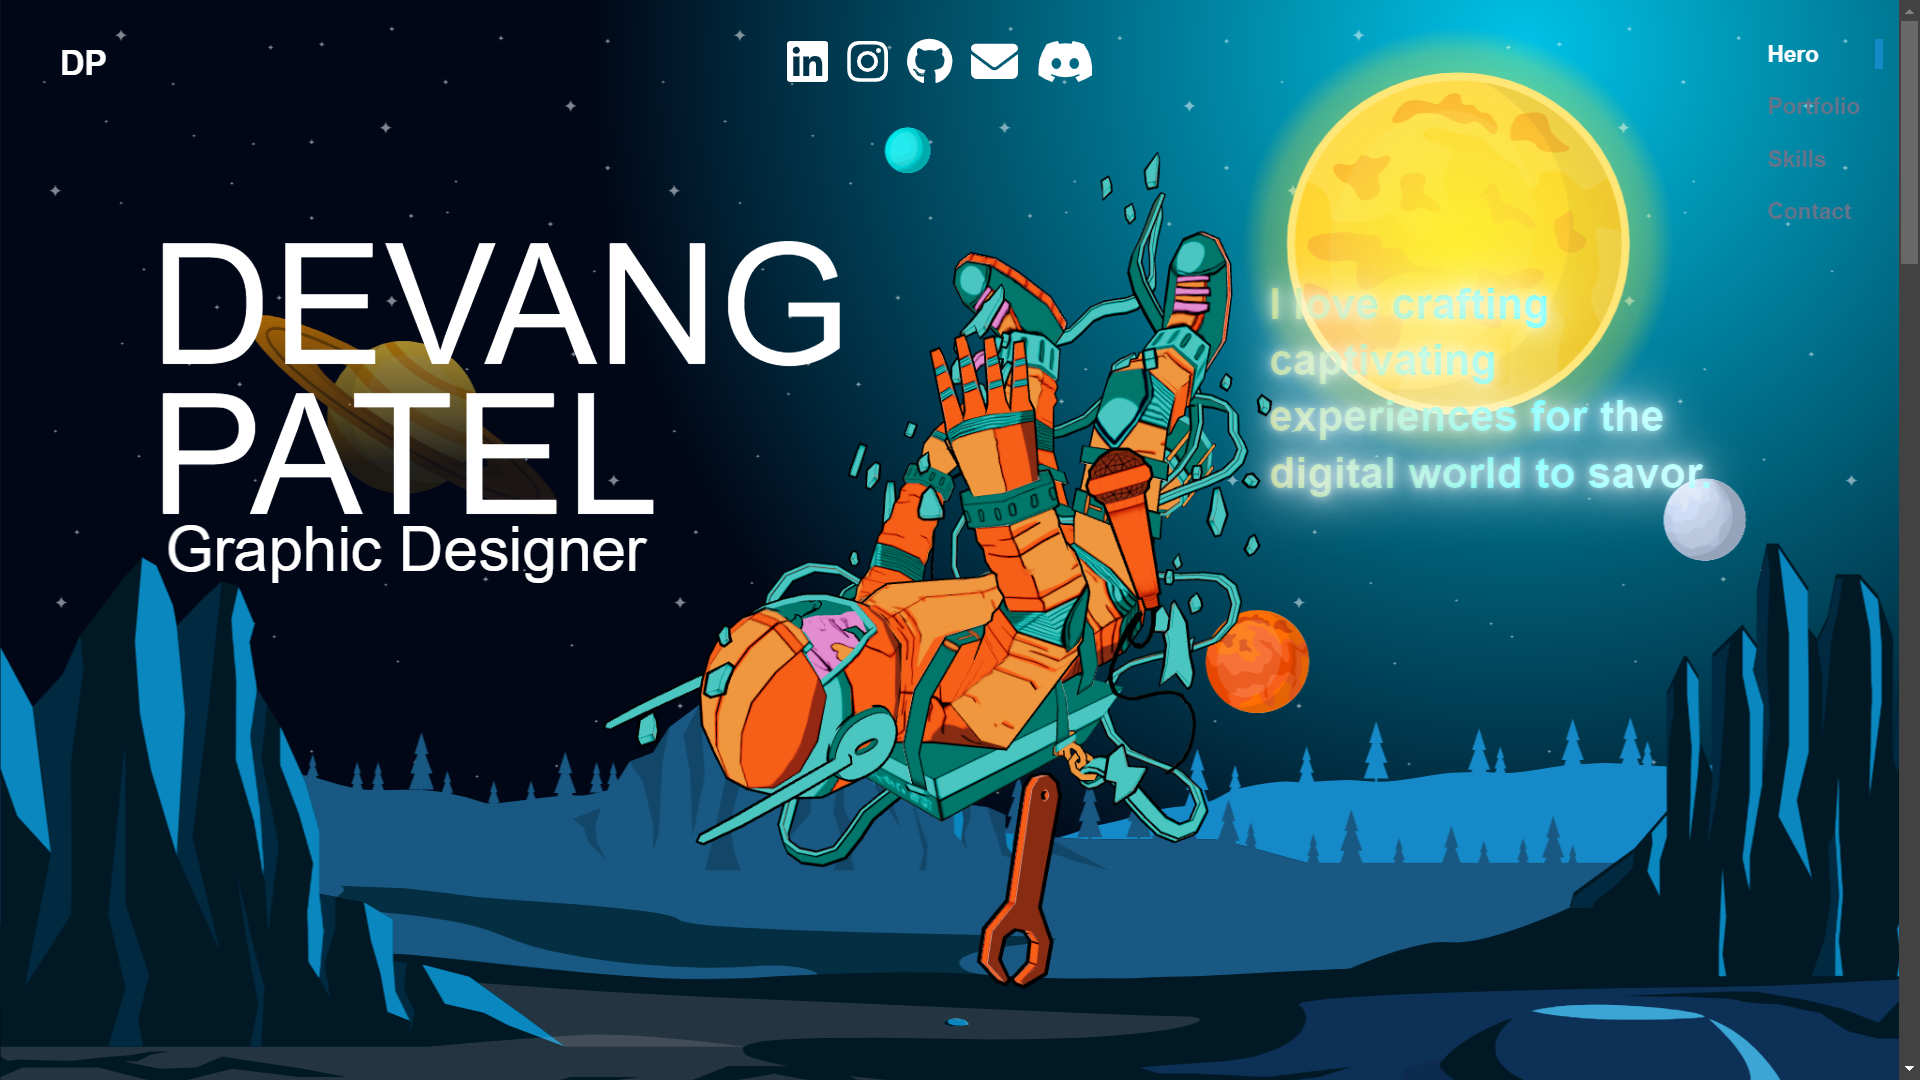 DP
Hero
Portfolio
Skills
Contact
DEVANG
PATEL
Graphic Designer
I love crafting
captivating
experiences for the
digital world to savor.